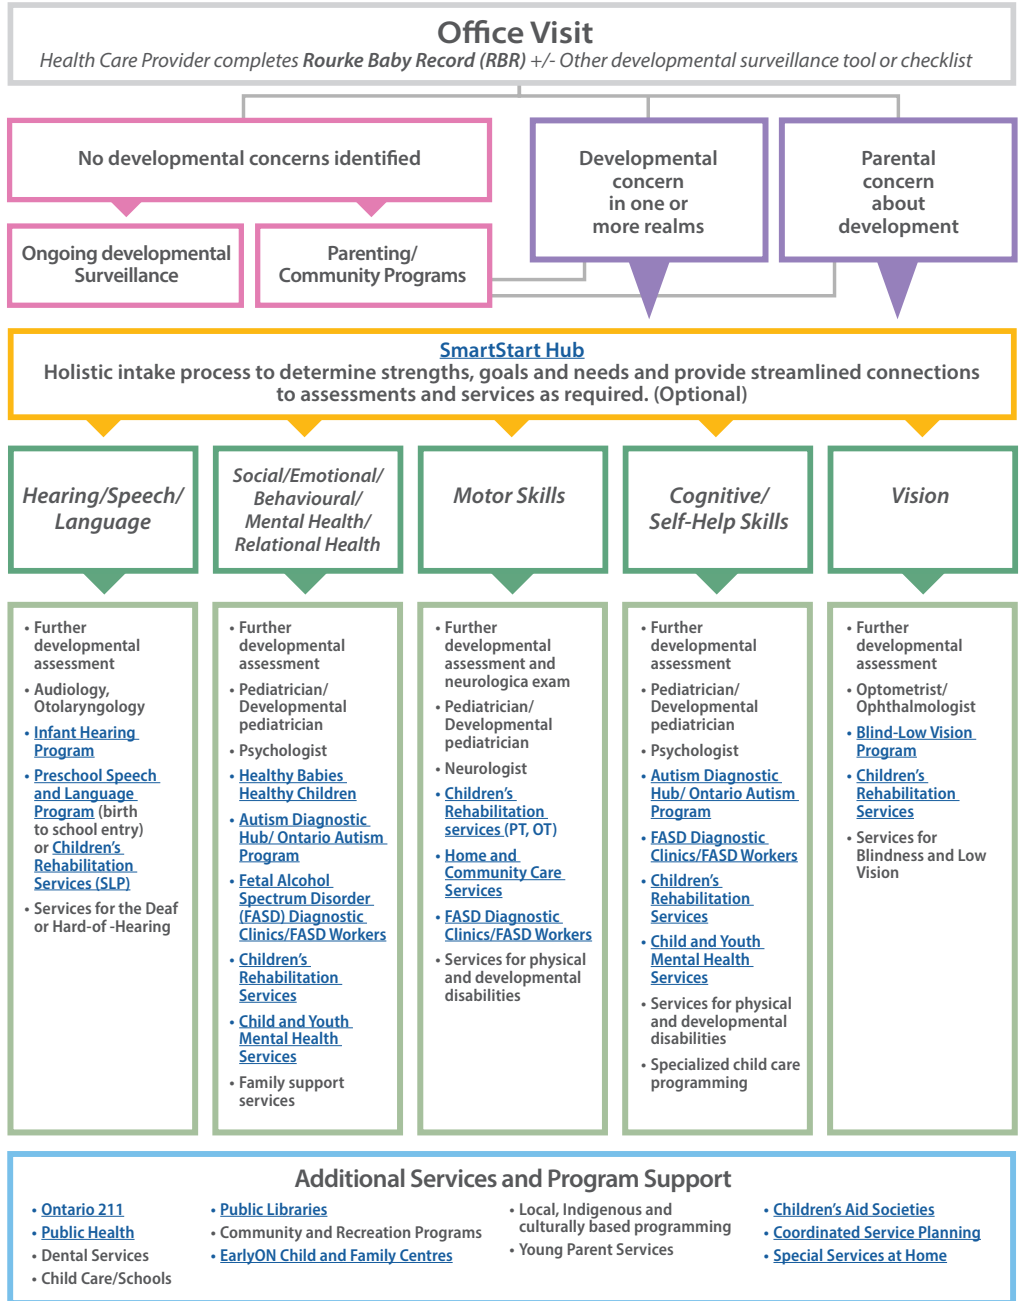 Office Visit
Health Care Provider completes Rourke Baby Record (RBR) +/- Other developmental surveillance tool or checklist
No developmental concerns identified
Ongoing developmental
Surveillance
Parenting/
Community Programs
Developmental
concern
in one or
more realms
Parental
concern
about
development
SmartStart Hub
Holistic intake process to determine strengths, goals and needs and provide streamlined connections
to assessments and services as required. (Optional)
Hearing/Speech/
Language
Social/Emotional/
Behavioural/
Mental Health/
Relational Health
Motor Skills
Cognitive/
Self-Help Skills
Vision
• Further
developmental
assessment
• Audiology,
Otolaryngology
• Infant Hearing
Program
• Preschool Speech
and Language
Program (birth
to school entry)
or Children's
Rehabilitation
Services (SLP)
• Services for the Deaf
or Hard-of -Hearing
• Further
developmental
assessment
• Pediatrician/
Developmental
pediatrician
• Psychologist
• Healthy Babies
Healthy Children
• Autism Diagnostic
Hub/ Ontario Autism
Program
• Fetal Alcohol
Spectrum Disorder
(FASD) Diagnostic
Clinics/FASD Workers
• Children's
Rehabilitation
Services
• Child and Youth
Mental Health
Services
• Family support
services
• Further
developmental
assessment and
neurologica exam
• Pediatrician/
Developmental
pediatrician
• Neurologist
• Children's
Rehabilitation
services (PT, OT)
• Home and
Community Care
Services
• FASD Diagnostic
Clinics/FASD Workers
• Services for physical
and developmental
disabilities
• Further
developmental
assessment
• Pediatrician/
Developmental
pediatrician
• Psychologist
• Autism Diagnostic
Hub/ Ontario Autism
Program
• FASD Diagnostic
Clinics/FASD Workers
• Children's
Rehabilitation
Services
• Child and Youth
Mental Health
Services
• Services for physical
and developmental
disabilities
• Specialized child care
programming
• Further
developmental
assessment
• Optometrist/
Ophthalmologist
• Blind-Low Vision
Program
• Children's
Rehabilitation
Services
• Services for
Blindness and Low
Vision
Additional Services and Program Support
• Ontario 211
• Public Health
• Dental Services
• Child Care/Schools
• Public Libraries
• Community and Recreation Programs
• EarlyON Child and Family Centres
• Local, Indigenous and
culturally based programming
• Young Parent Services
• Children's Aid Societies
• Coordinated Service Planning
• Special Services at Home